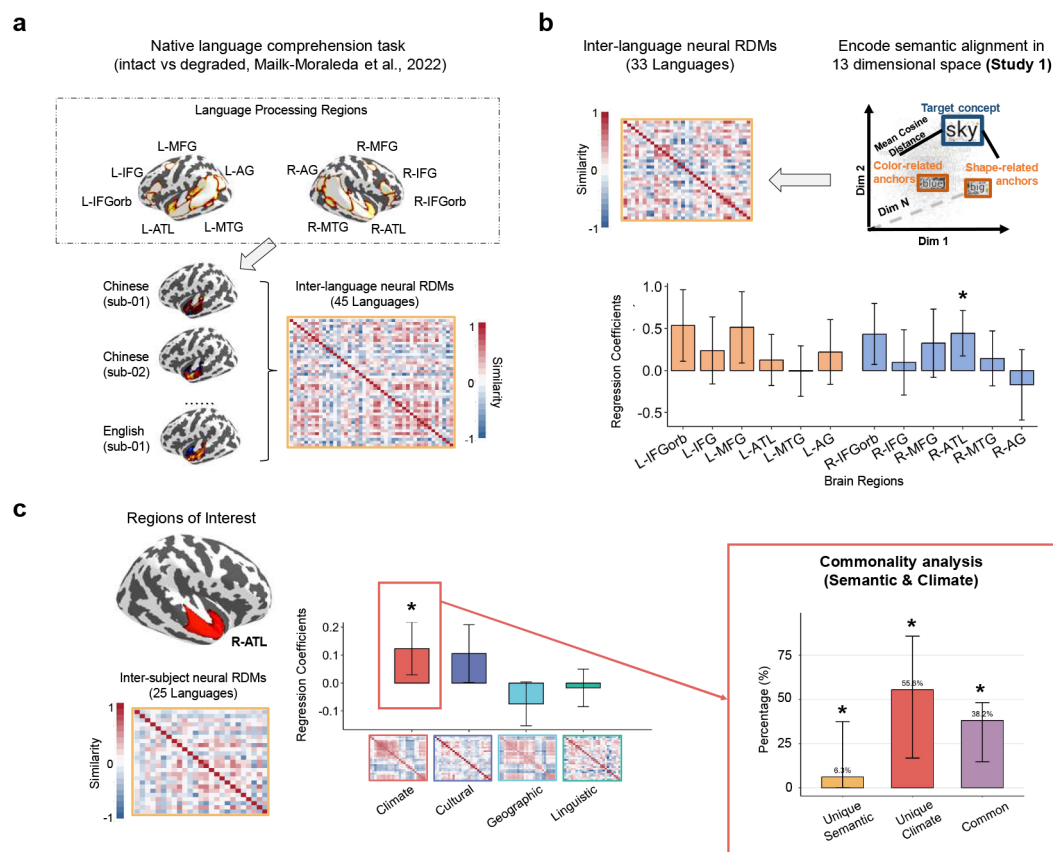 a
Native language comprehension task
(intact vs degraded, Mailk-Moraleda et al., 2022)
Language Processing Regions
L-MFG
L-IFG
L-AG
L-IFGorb
L-ATL
L-MTG
R-MFG
R-AG
R-IFG
R-IFGorb
R-MTG
R-ATL
Chinese
(sub-01)
Chinese
(sub-02)
......
English
(sub-01)
Inter-language neural RDMs
(45 Languages)
1
0
-1
Similarity
b
Inter-language neural RDMs
(33 Languages)
Similarity
1
0
-1
Encode semantic alignment in
13 dimensional space (Study 1)
Target concept
sky
Mean Cosine
Distance
Color-related
anchors
blue
Shape-related
anchors
big
Dim 2
Dim N
Dim 1
Regression Coefficients
1.0
0.5
0.0
-0.5
*
L-IFGorb
L-IFG
L-MFG
L-ATL
L-MTG
L-AG
R-IFGorb
R-IFG
R-MFG
R-ATL
R-MTG
R-AG
Brain Regions
c
Regions of Interest
R-ATL
Inter-subject neural RDMs
(25 Languages)
Similarity
1
0
-1
Regression Coefficients
0.2
0.1
0.0
-0.1
*
Climate
Cultural
Geographic
Linguistic
Commonality analysis
(Semantic & Climate)
Percentage (%)
75
50
25
0
*
6.3%
*
55.6%
*
38.2%
Unique
Semantic
Unique
Climate
Common